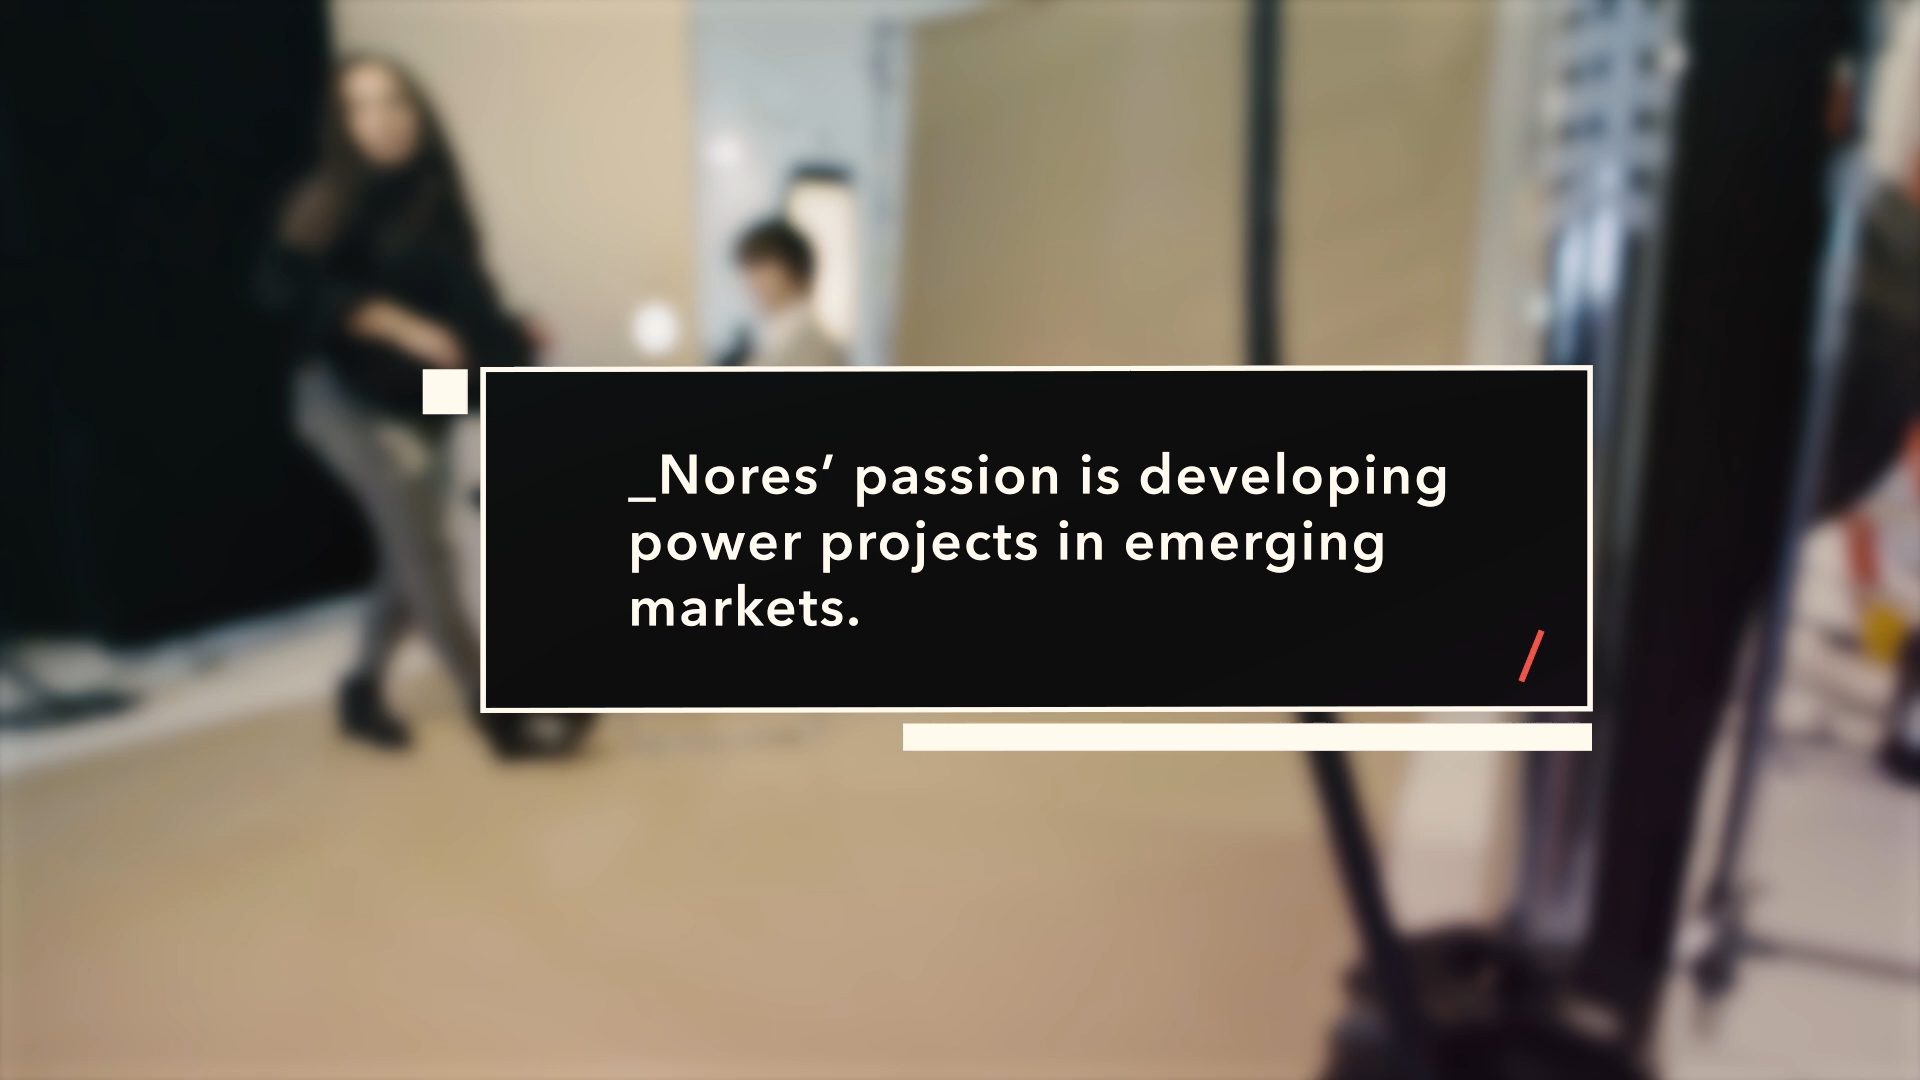 _Nores’ passion is developing
power projects in emerging
markets.
/